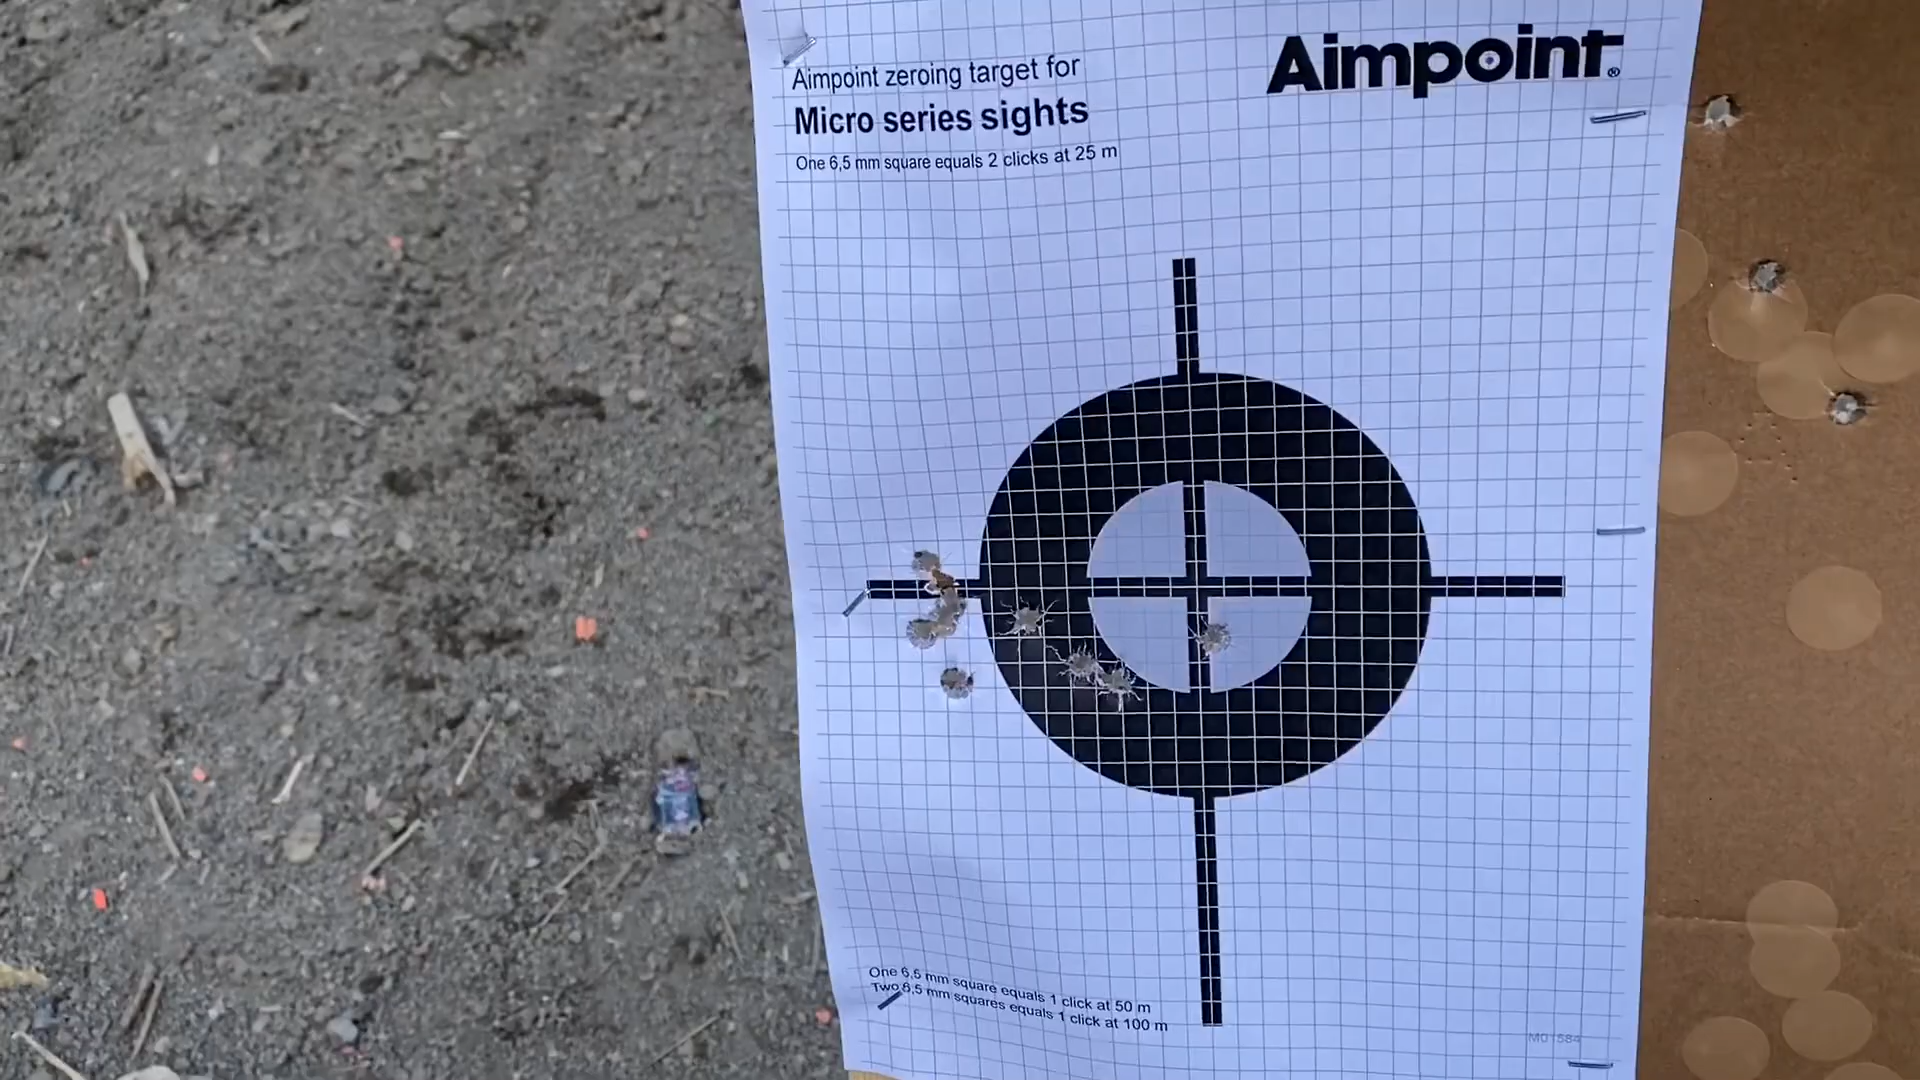 Aimpoint®
Aimpoint zeroing target for
Micro series sights
One 6,5 mm square equals 2 clicks at 25 m
One 6,5 mm square equals 1 click at 50 m
Two 6,5 mm squares equals 1 click at 100 m
M01584